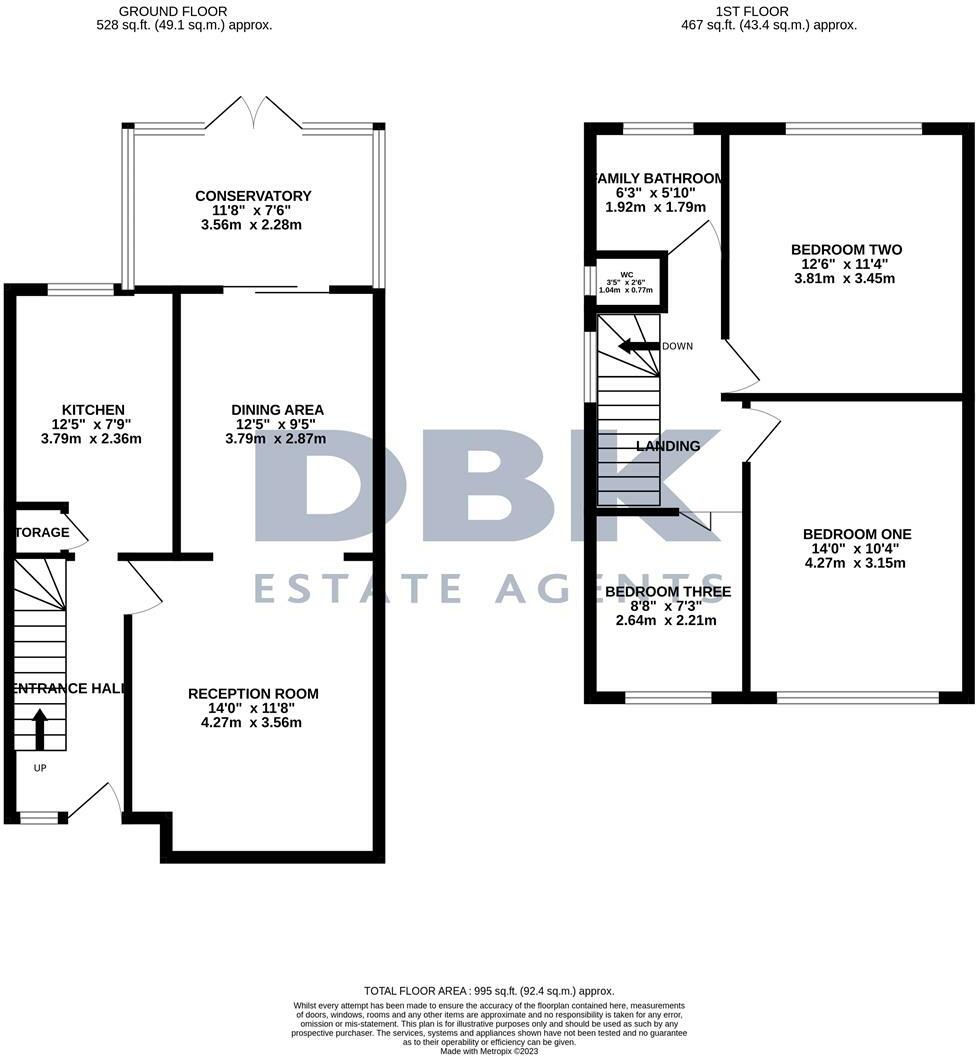 GROUND FLOOR
528 sq.ft. (49.1 sq.m.) approx.
1ST FLOOR
467 sq.ft. (43.4 sq.m.) approx.
CONSERVATORY
11'8" x 7'6"
3.56m x 2.28m
KITCHEN
12'5" x 7'9"
3.79m x 2.36m
DINING AREA
12'5" x 9'5"
3.79m x 2.87m
TORAGE
ENTRANCE HALL
UP
RECEPTION ROOM
14'0" x 11'8"
4.27m x 3.56m
FAMILY BATHROOM
6'3" x 5'10"
1.92m x 1.79m
WC
3'5" x 2'6"
1.04m x 0.77m
BEDROOM TWO
12'6" x 11'4"
3.81m x 3.45m
DOWN
LANDING
BEDROOM ONE
14'0" x 10'4"
4.27m x 3.15m
BEDROOM THREE
8'8" x 7'3"
2.64m x 2.21m
DBK
ESTATE AGENTS
TOTAL FLOOR AREA : 995 sq.ft. (92.4 sq.m.) approx.
Whilst every attempt has been made to ensure the accuracy of the floorplan contained here, measurements
of doors, windows, rooms and any other items are approximate and no responsibility is taken for any error,
omission or mis-statement. This plan is for illustrative purposes only and should be used as such by any
prospective purchaser. The services, systems and appliances shown have not been tested and no guarantee
as to their operability or efficiency can be given.
Made with Metropix ©2023